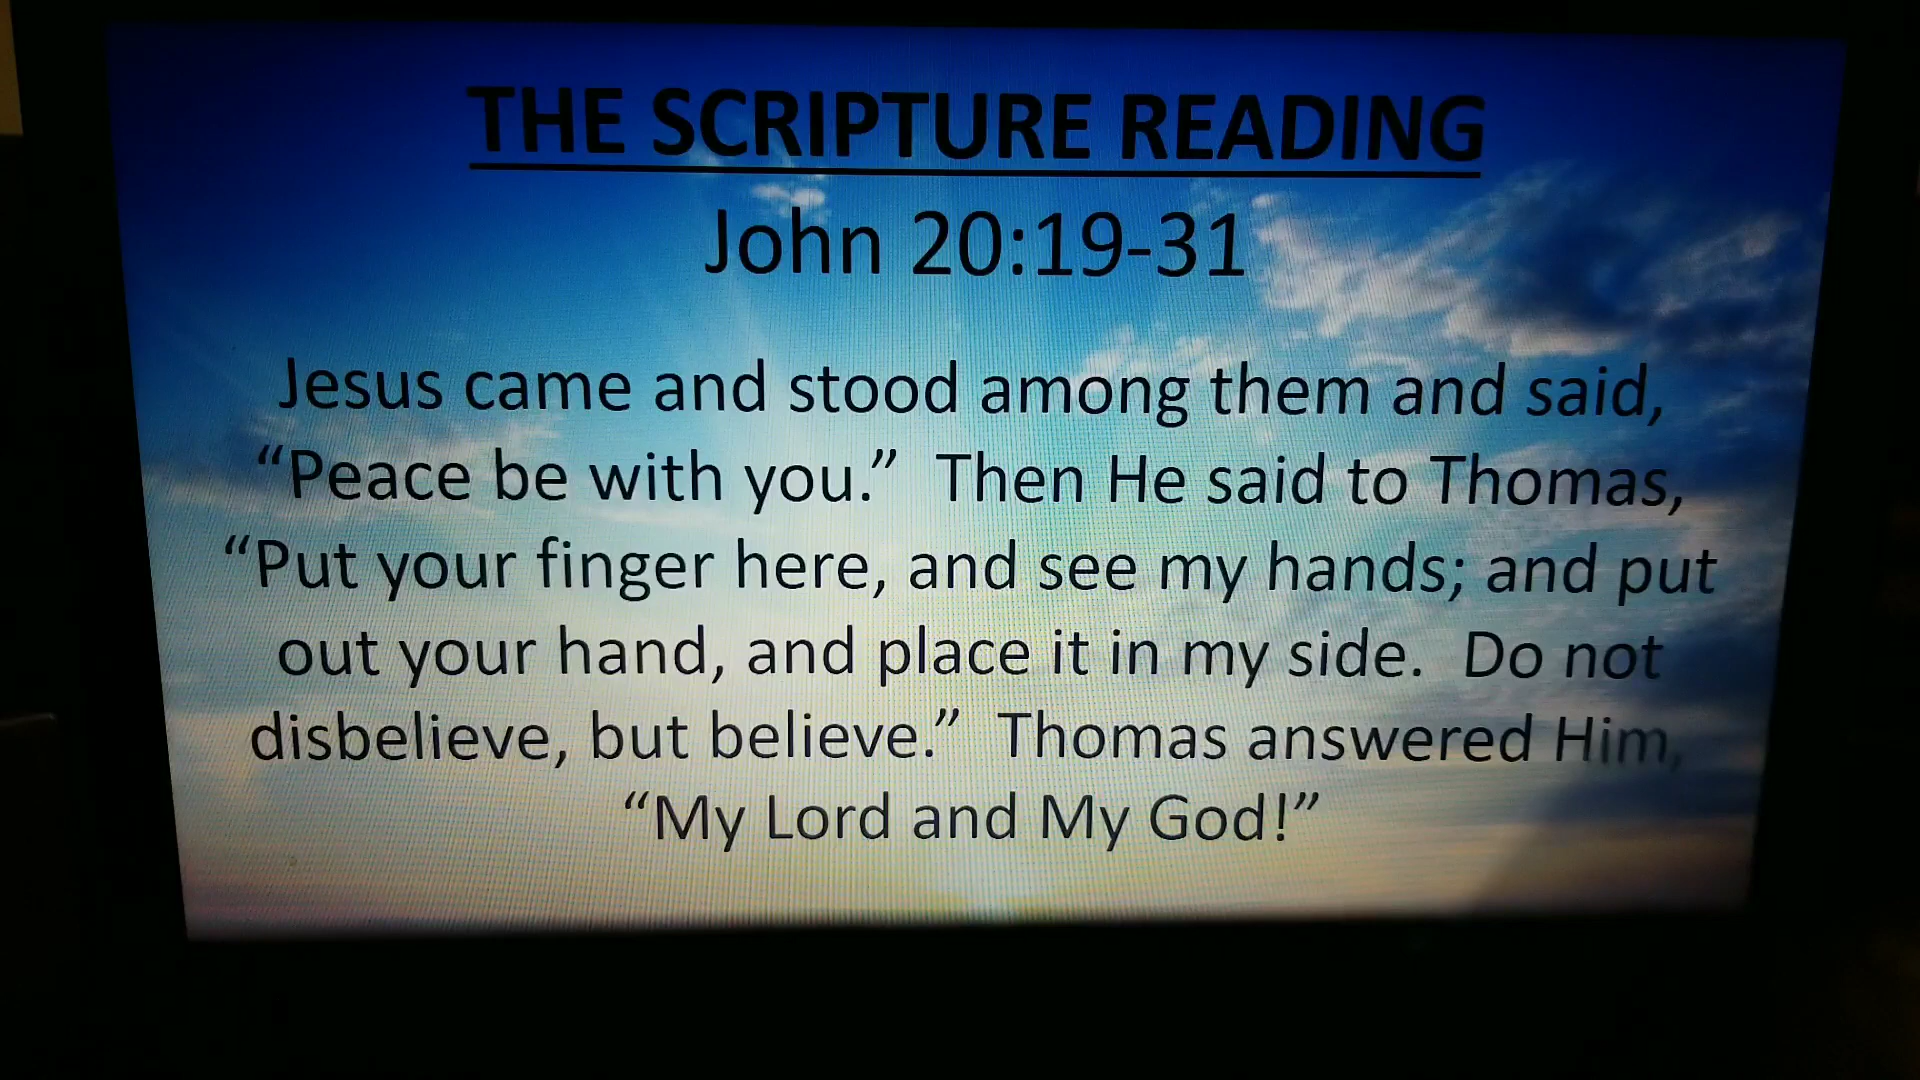 THE SCRIPTURE READING
John 20:19-31
Jesus came and stood among them and said,
“Peace be with you.”  Then He said to Thomas,
“Put your finger here, and see my hands; and put
out your hand, and place it in my side.  Do not
disbelieve, but believe.”  Thomas answered Him,
“My Lord and My God!”